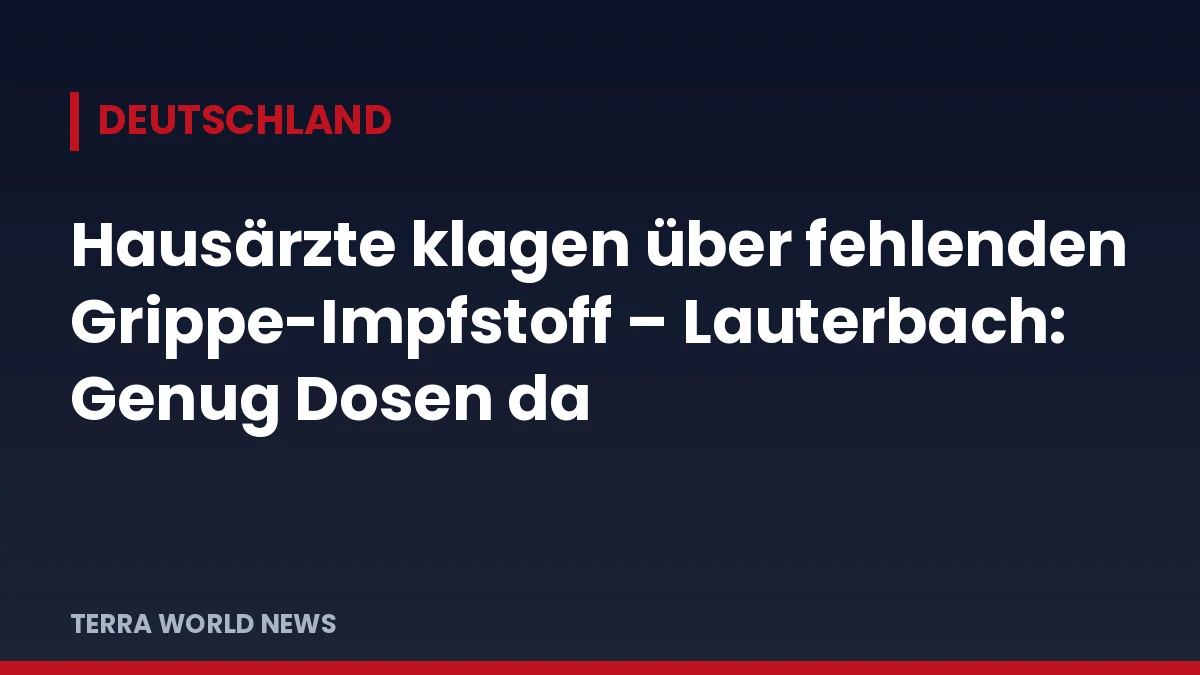 DEUTSCHLAND
Hausärzte klagen über fehlenden
Grippe-Impfstoff – Lauterbach:
Genug Dosen da
TERRA WORLD NEWS